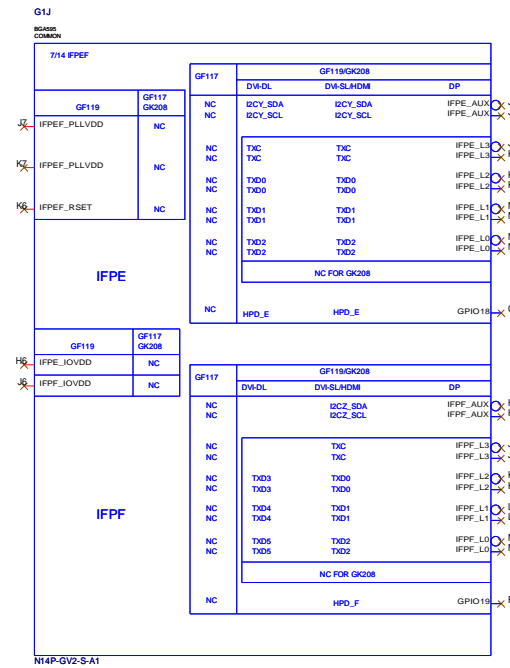 G1J
BGA595
COMMON
7/14 IFPEF
GF119 GF117 GK208
J7 IFPEF_PLLVDD NC
K7 IFPEF_PLLVDD NC
K6 IFPEF_RSET NC
IFPE
GF117 GF119/GK208
DVI-DL DVI-SL/HDMI DP
NC I2CY_SDA I2CY_SDA IFPE_AUX
NC I2CY_SCL I2CY_SCL IFPE_AUX
NC TXC TXC IFPE_L3
NC TXC TXC IFPE_L3
NC TXD0 TXD0 IFPE_L2
NC TXD0 TXD0 IFPE_L2
NC TXD1 TXD1 IFPE_L1
NC TXD1 TXD1 IFPE_L1
NC TXD2 TXD2 IFPE_L0
NC TXD2 TXD2 IFPE_L0
NC FOR GK208
NC HPD_E HPD_E GPIO18
GF119 GF117 GK208
H6 IFPE_IOVDD NC
J6 IFPF_IOVDD NC
IFPF
GF117 GF119/GK208
DVI-DL DVI-SL/HDMI DP
NC I2CZ_SDA IFPF_AUX
NC I2CZ_SCL IFPF_AUX
NC TXC IFPF_L3
NC TXC IFPF_L3
NC TXD3 TXD0 IFPF_L2
NC TXD3 TXD0 IFPF_L2
NC TXD4 TXD1 IFPF_L1
NC TXD4 TXD1 IFPF_L1
NC TXD5 TXD2 IFPF_L0
NC TXD5 TXD2 IFPF_L0
NC FOR GK208
NC HPD_F GPIO19
N14P-GV2-S-A1